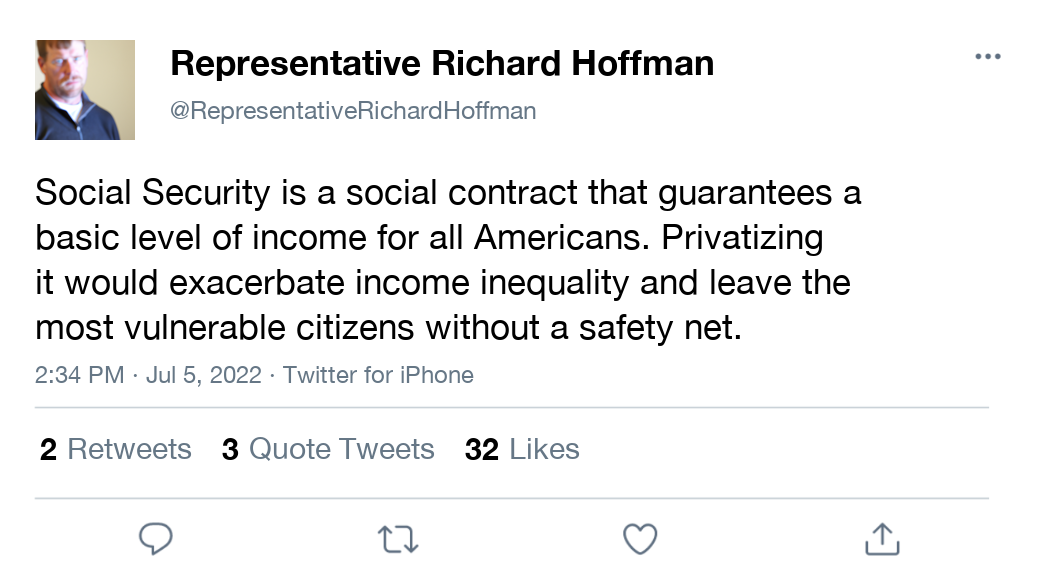 Representative Richard Hoffman
@RepresentativeRichardHoffman
Social Security is a social contract that guarantees a
basic level of income for all Americans. Privatizing
it would exacerbate income inequality and leave the
most vulnerable citizens without a safety net.
2:34 PM · Jul 5, 2022 · Twitter for iPhone
2 Retweets 3 Quote Tweets 32 Likes